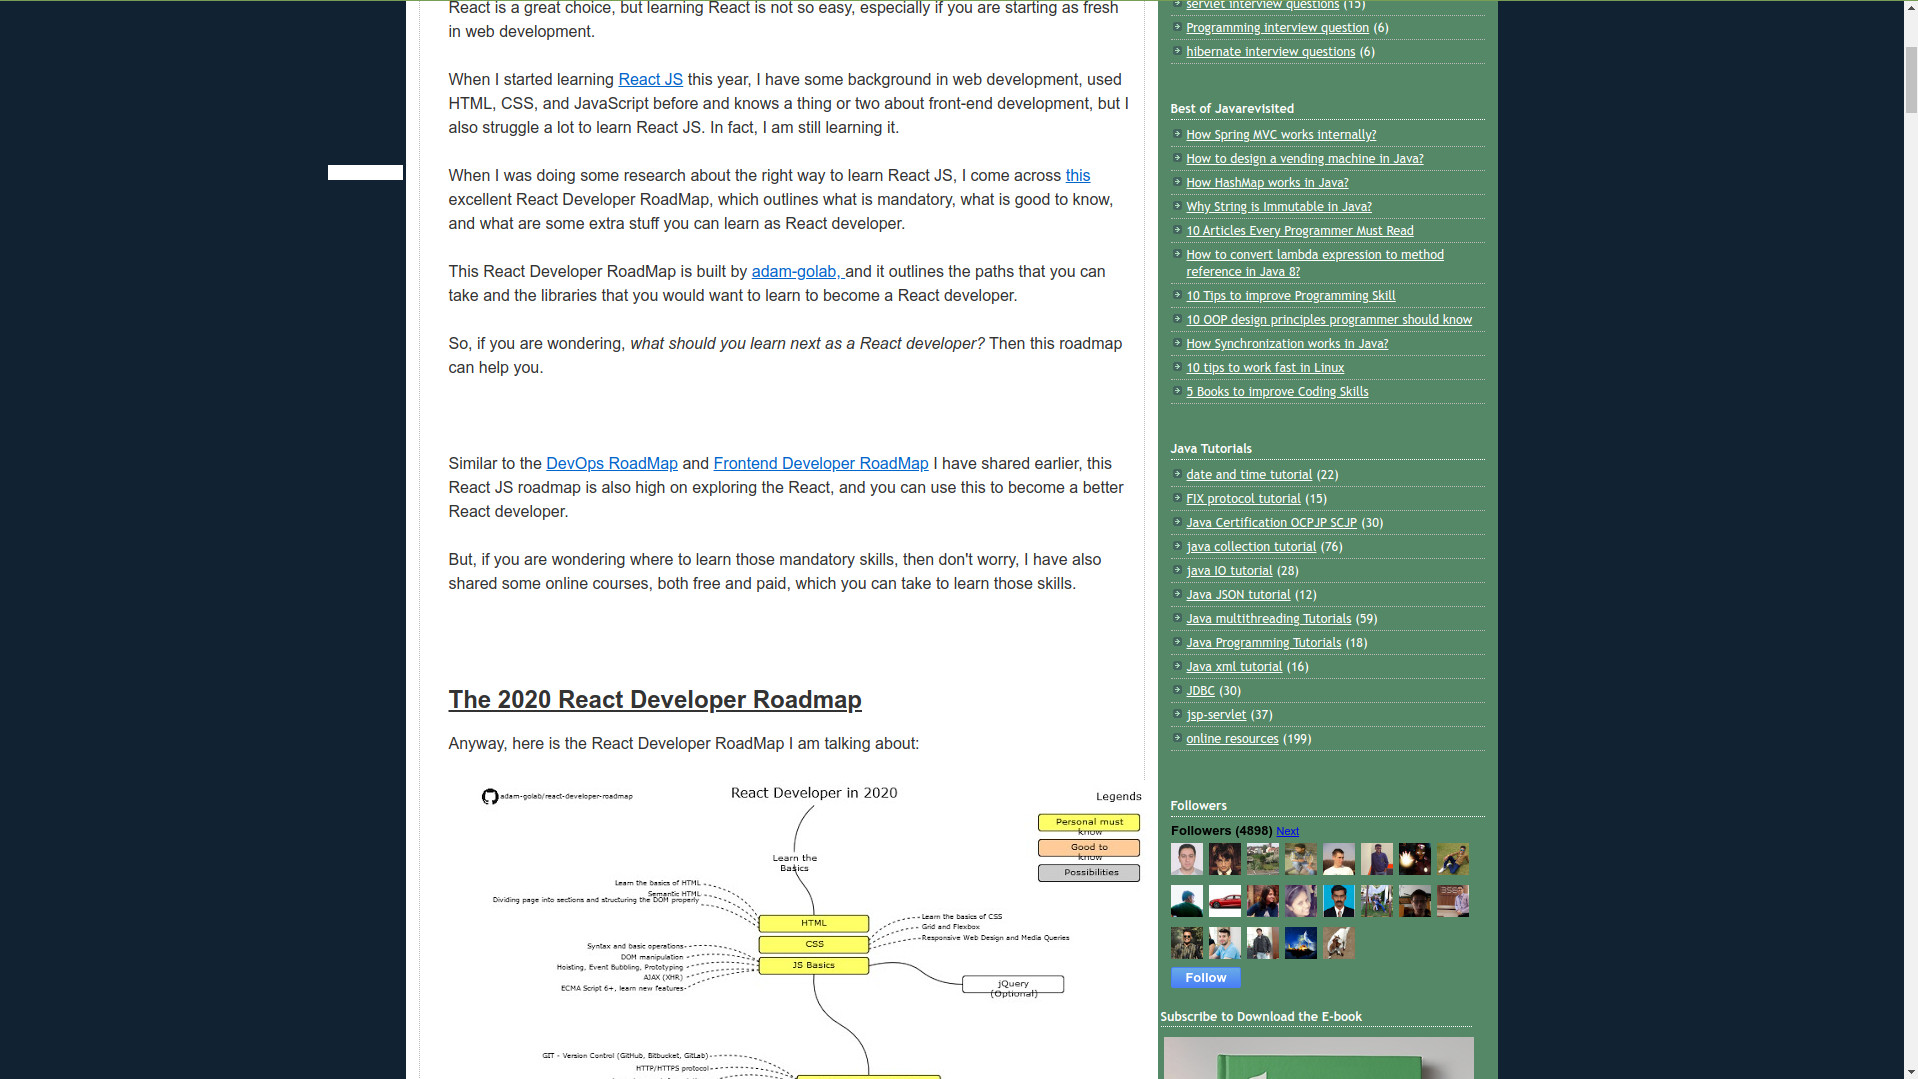 React is a great choice, but learning React is not so easy, especially if you are starting as fresh
in web development.
When I started learning React JS this year, I have some background in web development, used
HTML, CSS, and JavaScript before and knows a thing or two about front-end development, but I
also struggle a lot to learn React JS. In fact, I am still learning it.
When I was doing some research about the right way to learn React JS, I come across this
excellent React Developer RoadMap, which outlines what is mandatory, what is good to know,
and what are some extra stuff you can learn as React developer.
This React Developer RoadMap is built by adam-golab, and it outlines the paths that you can
take and the libraries that you would want to learn to become a React developer.
So, if you are wondering, what should you learn next as a React developer? Then this roadmap
can help you.
Similar to the DevOps RoadMap and Frontend Developer RoadMap I have shared earlier, this
React JS roadmap is also high on exploring the React, and you can use this to become a better
React developer.
But, if you are wondering where to learn those mandatory skills, then don't worry, I have also
shared some online courses, both free and paid, which you can take to learn those skills.
The 2020 React Developer Roadmap
Anyway, here is the React Developer RoadMap I am talking about:
adam-golab/react-developer-roadmap
React Developer in 2020
Legends
Personal must
know
Good to
know
Possibilities
Learn the
Basics
Learn the basics of HTML
Semantic HTML
Dividing page into sections and structuring the DOM properly
HTML
CSS
JS Basics
Learn the basics of CSS
Grid and Flexbox
Responsive Web Design and Media Queries
Syntax and basic operations
DOM manipulation
Hoisting, Event Bubbling, Prototyping
AJAX (XHR)
ECMA Script 6+, learn new features
jQuery
(Optional)
GIT - Version Control (GitHub, Bitbucket, GitLab)
HTTP/HTTPS protocol
servlet interview questions (15)
Programming interview question (6)
hibernate interview questions (6)
Best of Javarevisited
How Spring MVC works internally?
How to design a vending machine in Java?
How HashMap works in Java?
Why String is Immutable in Java?
10 Articles Every Programmer Must Read
How to convert lambda expression to method
reference in Java 8?
10 Tips to improve Programming Skill
10 OOP design principles programmer should know
How Synchronization works in Java?
10 tips to work fast in Linux
5 Books to improve Coding Skills
Java Tutorials
date and time tutorial (22)
FIX protocol tutorial (15)
Java Certification OCPJP SCJP (30)
java collection tutorial (76)
java IO tutorial (28)
Java JSON tutorial (12)
Java multithreading Tutorials (59)
Java Programming Tutorials (18)
Java xml tutorial (16)
JDBC (30)
jsp-servlet (37)
online resources (199)
Followers
Followers (4898) Next
Follow
Subscribe to Download the E-book